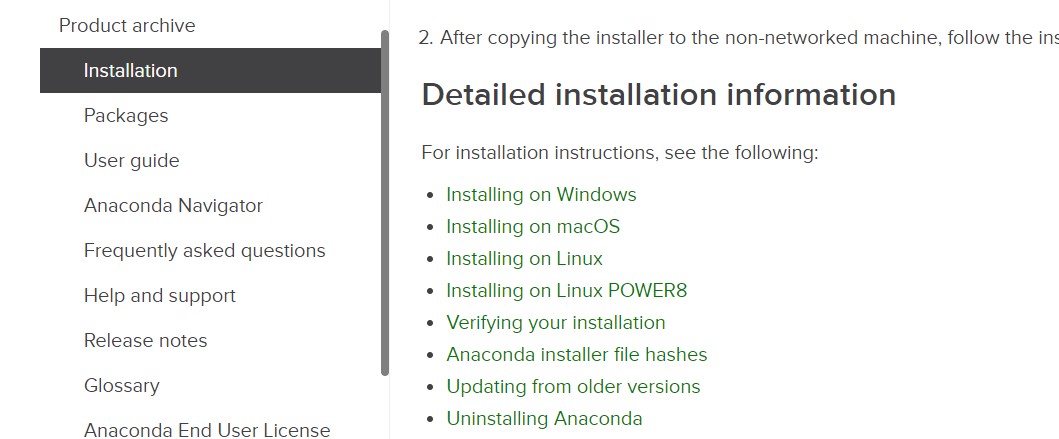 Product archive
Installation
Packages
User guide
Anaconda Navigator
Frequently asked questions
Help and support
Release notes
Glossary
Anaconda End User License
2. After copying the installer to the non-networked machine, follow the ins
Detailed installation information
For installation instructions, see the following:
• Installing on Windows
• Installing on macOS
• Installing on Linux
• Installing on Linux POWER8
• Verifying your installation
• Anaconda installer file hashes
• Updating from older versions
• Uninstalling Anaconda